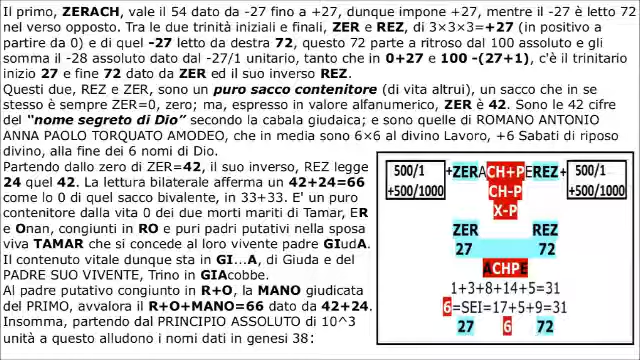 Il primo, ZERACH, vale il 54 dato da -27 fino a +27, dunque impone +27, mentre il -27 è letto 72
nel verso opposto. Tra le due trinità iniziali e finali, ZER e REZ, di 3×3×3=+27 (in positivo a
partire da 0) e di quel -27 letto da destra 72, questo 72 parte a ritroso dal 100 assoluto e gli
somma il -28 assoluto dato dal -27/1 unitario, tanto che in 0+27 e 100 -(27+1), c'è il trinitario
inizio 27 e fine 72 dato da ZER ed il suo inverso REZ.
Questi due, REZ e ZER, sono un puro sacco contenitore (di vita altrui), un sacco che in se
stesso è sempre ZER=0, zero; ma, espresso in valore alfanumerico, ZER è 42. Sono le 42 cifre
del "nome segreto di Dio" secondo la cabala giudaica; e sono quelle di ROMANO ANTONIO
ANNA PAOLO TORQUATO AMODEO, che in media sono 6×6 al divino Lavoro, +6 Sabati di riposo
divino, alla fine dei 6 nomi di Dio.
Partendo dallo zero di ZER=42, il suo inverso, REZ legge
24 quel 42. La lettura bilaterale afferma un 42+24=66
come lo 0 di quel sacco bivalente, in 33+33. E' un puro
contenitore dalla vita 0 dei due morti mariti di Tamar, ER
e Onan, congiunti in RO e puri padri putativi nella sposa
viva TAMAR che si concede al loro vivente padre GIudA.
Il contenuto vitale dunque sta in GI...A, di Giuda e del
PADRE SUO VIVENTE, Trino in GIAcobbe.
Al padre putativo congiunto in R+O, la MANO giudicata
del PRIMO, avvalora il R+O+MANO=66 dato da 42+24.
Insomma, partendo dal PRINCIPIO ASSOLUTO di 10^3
unità a questo alludono i nomi dati in genesi 38:
500/1 +ZERACH+PEREZ+ 500/1
+500/1000 CH-P +500/1000
X-P
ZER REZ
27 72
ACHPE
1+3+8+14+5=31
6=SEI=17+5+9=31
27 6 72